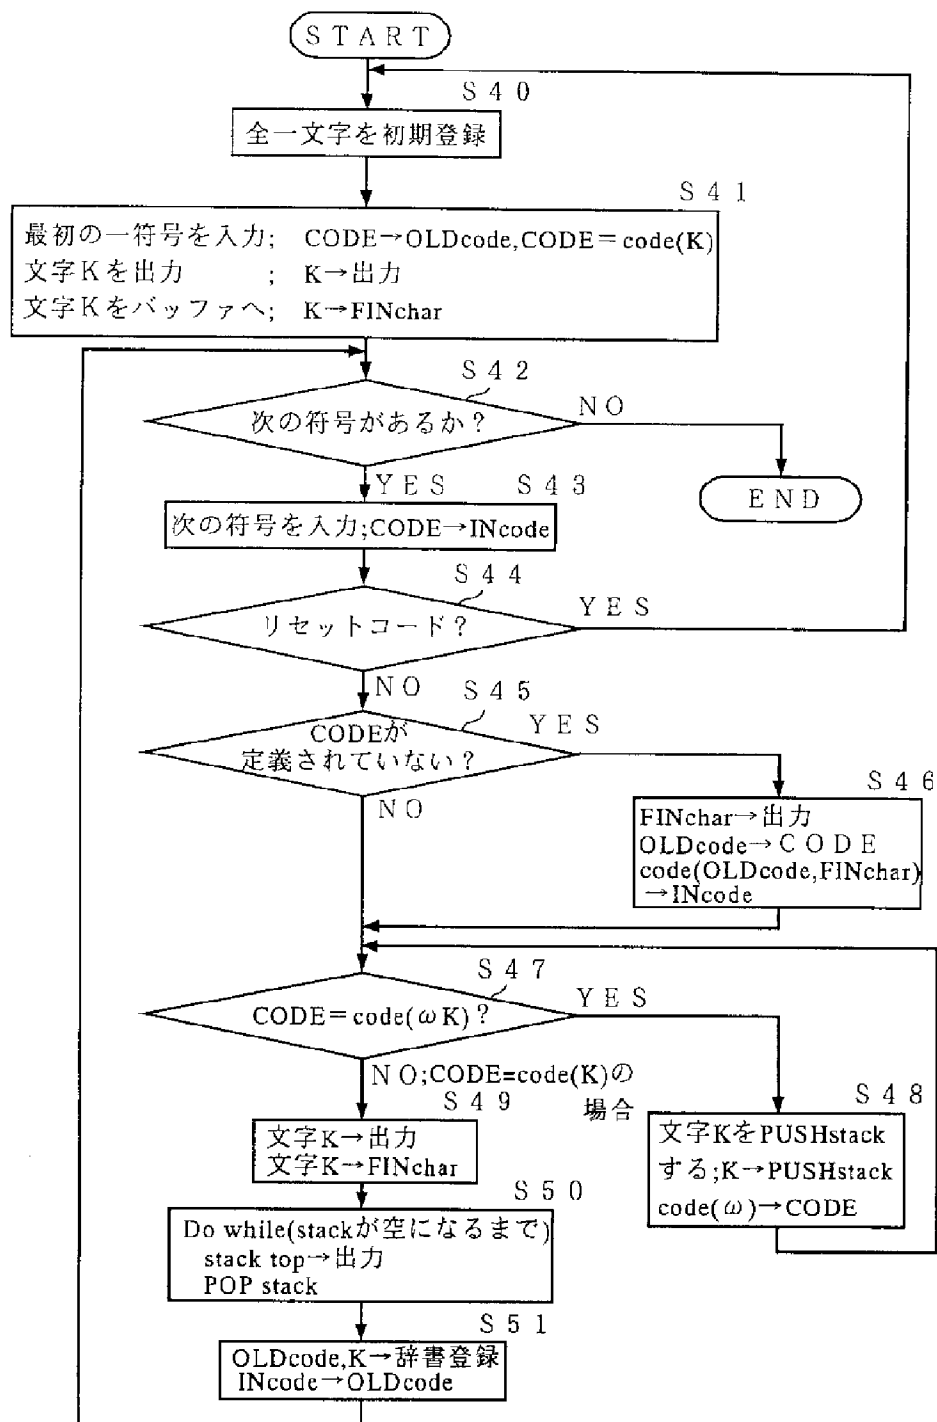 START
S40
全一文字を初期登録
S41
最初の一符号を入力; CODE→OLDcode,CODE=code(K)
文字Kを出力 ; K→出力
文字Kをバッファへ; K→FINchar
S42
次の符号があるか?
NO
YES
END
S43
次の符号を入力;CODE→INcode
S44
リセットコード?
YES
NO
S45
CODEが
定義されていない?
YES
NO
S46
FINchar→出力
OLDcode→CODE
code(OLDcode,FINchar)
→INcode
S47
CODE=code(ωK)?
YES
NO;CODE=code(K)の
場合
S48
文字KをPUSHstack
する;K→PUSHstack
code(ω)→CODE
S49
文字K→出力
文字K→FINchar
S50
Do while(stackが空になるまで)
stack top→出力
POP stack
S51
OLDcode,K→辞書登録
INcode→OLDcode